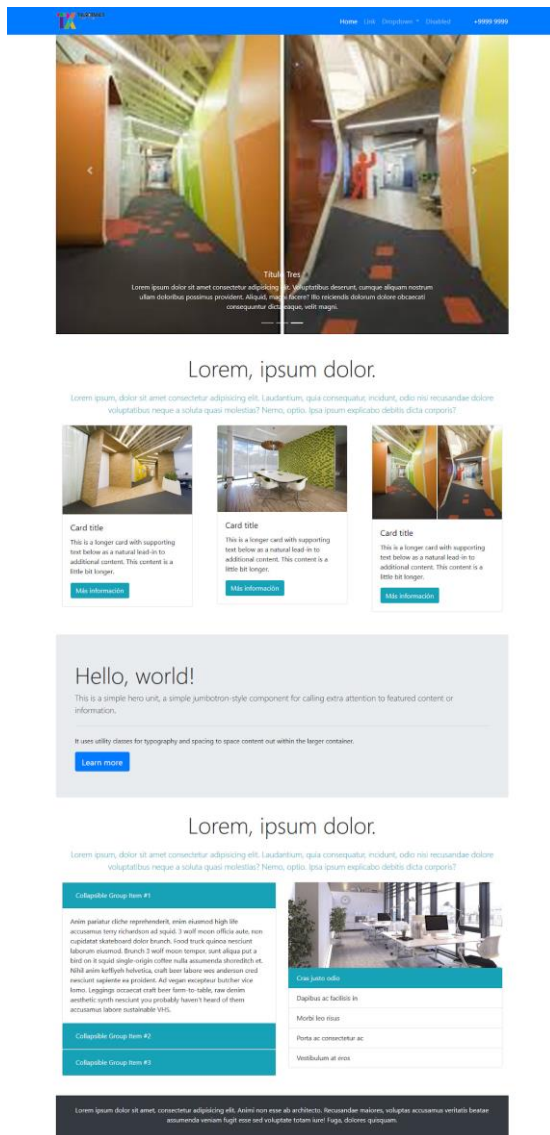 Home Link Dropdown Disabled +9999 9999
Título Tres
Lorem ipsum dolor sit amet consectetur adipisicing elit. Voluptatibus deserunt, cumque aliquam nostrum
ullam doloribus possimus provident. Aliquid, magni facere? Illo reiciendis dolorum dolore obcaecati
consequuntur dicta eaque, velit magni.
Lorem, ipsum dolor.
Lorem ipsum, dolor sit amet consectetur adipisicing elit. Laudantium, quia consequatur, incidunt, odio nisi recusandae dolore
voluptatibus neque a soluta quasi molestias? Nemo, optio. Ipsa ipsum explicabo debitis dicta corporis?
Card title
This is a longer card with supporting
text below as a natural lead-in to
additional content. This content is a
little bit longer.
Más información
Card title
This is a longer card with supporting
text below as a natural lead-in to
additional content. This content is a
little bit longer.
Más información
Card title
This is a longer card with supporting
text below as a natural lead-in to
additional content. This content is a
little bit longer.
Más información
Hello, world!
This is a simple hero unit, a simple jumbotron-style component for calling extra attention to featured content or
information.
It uses utility classes for typography and spacing to space content out within the larger container.
Learn more
Lorem, ipsum dolor.
Lorem ipsum, dolor sit amet consectetur adipisicing elit. Laudantium, quia consequatur, incidunt, odio nisi recusandae dolore
voluptatibus neque a soluta quasi molestias? Nemo, optio. Ipsa ipsum explicabo debitis dicta corporis?
Collapsible Group Item #1
Anim pariatur cliche reprehenderit, enim eiusmod high life
accusamus terry richardson ad squid. 3 wolf moon officia aute, non
cupidatat skateboard dolor brunch. Food truck quinoa nesciunt
laborum eiusmod. Brunch 3 wolf moon tempor, sunt aliqua put a
bird on it squid single-origin coffee nulla assumenda shoreditch et.
Nihil anim keffiyeh helvetica, craft beer labore wes anderson cred
nesciunt sapiente ea proident. Ad vegan excepteur butcher vice
lomo. Leggings occaecat craft beer farm-to-table, raw denim
aesthetic synth nesciunt you probably haven't heard of them
accusamus labore sustainable VHS.
Collapsible Group Item #2
Collapsible Group Item #3
Cras justo odio
Dapibus ac facilisis in
Morbi leo risus
Porta ac consectetur ac
Vestibulum at eros
Lorem ipsum dolor sit amet, consectetur adipisicing elit. Animi non esse ab architecto. Recusandae maiores, voluptas accusamus veritatis beatae
assumenda veniam fugit esse sed voluptate totam iure! Fuga, dolores quisquam.